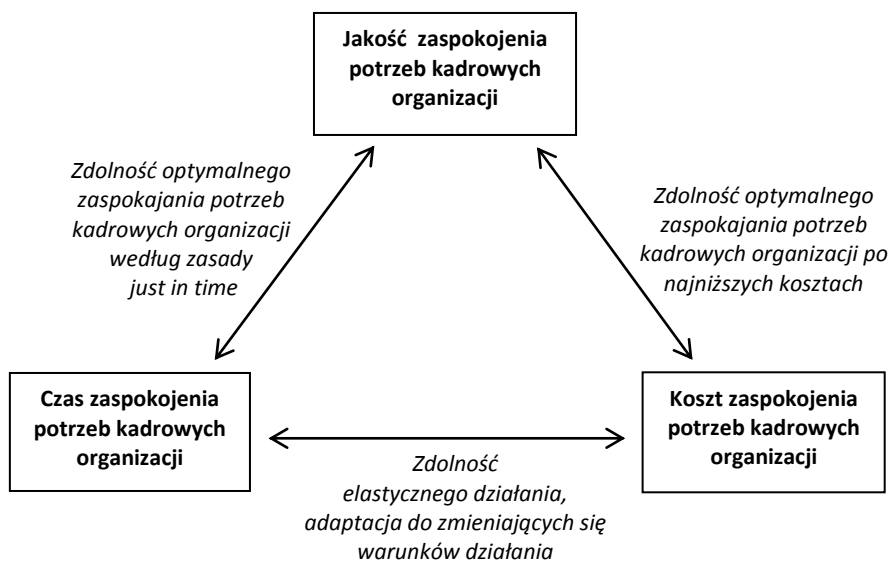 Jakość zaspokojenia
potrzeb kadrowych
organizacji
Zdolność optymalnego
zaspokajania potrzeb
kadrowych organizacji
według zasady
just in time
Zdolność optymalnego
zaspokajania potrzeb
kadrowych organizacji po
najniższych kosztach
Czas zaspokojenia
potrzeb kadrowych
organizacji
Koszt zaspokojenia
potrzeb kadrowych
organizacji
Zdolność
elastycznego działania,
adaptacja do zmieniających się
warunków działania